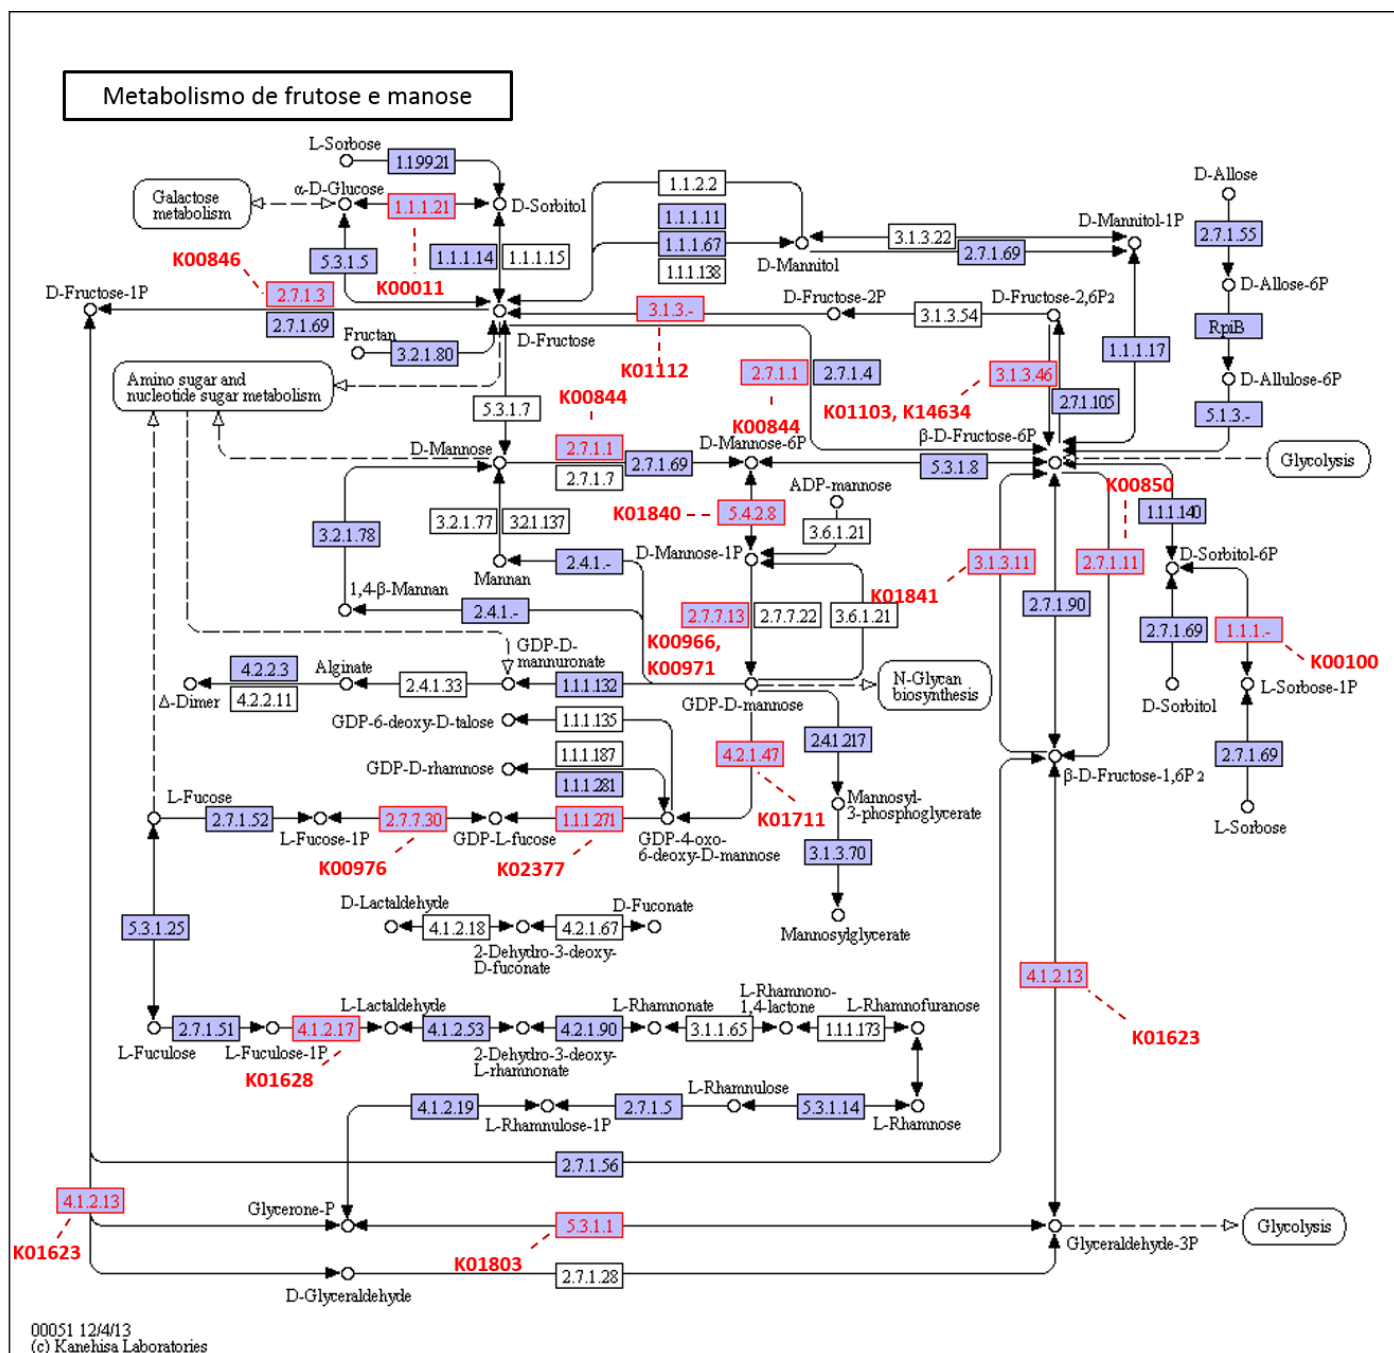 Metabolismo de frutose e manose
L-Sorbose
1.1.99.21
Galactose
metabolism
α-D-Glucose
1.1.1.21
D-Sorbitol
1.1.2.2
1.1.1.11
1.1.1.67
1.1.1.138
D-Mannitol
3.1.3.22
2.7.1.69
D-Mannitol-1P
D-Allose
2.7.1.55
D-Allose-6P
K00846
5.3.1.5
K00011
1.1.1.14
1.1.1.15
D-Fructose-1P
2.7.1.3
2.7.1.69
Fructan
3.2.1.80
D-Fructose
3.1.3.-
K01112
D-Fructose-2P
3.1.3.54
D-Fructose-2,6P2
1.1.1.17
RpiB
D-Allulose-6P
5.1.3.-
Amino sugar and
nucleotide sugar metabolism
5.3.1.7
K00844
2.7.1.1
2.7.1.4
K00844
3.1.3.46
K01103, K14634
2.7.1.105
D-Mannose
2.7.1.1
2.7.1.69
2.7.1.7
D-Mannose-6P
5.3.1.8
β-D-Fructose-6P
Glycolysis
K00850
3.2.1.78
3.2.1.77
3.2.1.137
K01840
5.4.2.8
ADP-mannose
3.6.1.21
1.1.1.140
D-Sorbitol-6P
Mannan
2.4.1.-
D-Mannose-1P
K01841
3.1.3.11
2.7.1.11
1,4-β-Mannan
2.4.1.-
2.7.7.13
2.7.7.22
3.6.1.21
2.7.1.90
2.7.1.69
1.1.1.-
K00100
K00966,
K00971
GDP-D-
mannuronate
4.2.2.3
4.2.2.11
Δ-Dimer
Alginate
2.4.1.33
1.1.1.132
GDP-D-mannose
N-Glycan
biosynthesis
D-Sorbitol
L-Sorbose-1P
GDP-6-deoxy-D-talose
1.1.1.135
1.1.1.187
GDP-D-rhamnose
1.1.1.281
4.2.1.47
K01711
2.4.1.217
β-D-Fructose-1,6P2
2.7.1.69
L-Sorbose
L-Fucose
2.7.1.52
L-Fucose-1P
2.7.7.30
K00976
GDP-L-fucose
1.1.1.271
K02377
GDP-4-oxo-
6-deoxy-D-mannose
Mannosyl-
3-phosphoglycerate
3.1.3.70
Mannosylglycerate
5.3.1.25
D-Lactaldehyde
4.1.2.18
2-Dehydro-3-deoxy-
D-fuconate
4.2.1.67
D-Fuconate
4.1.2.13
K01623
L-Fuculose
2.7.1.51
L-Fuculose-1P
4.1.2.17
K01628
L-Lactaldehyde
4.1.2.53
2-Dehydro-3-deoxy-
L-rhamnonate
4.2.1.90
L-Rhamnonate
3.1.1.65
L-Rhamnono-
1,4-lactone
1.1.1.173
L-Rhamnofuranose
4.1.2.19
L-Rhamnulose-1P
2.7.1.5
L-Rhamnulose
5.3.1.14
L-Rhamnose
2.7.1.56
4.1.2.13
K01623
Glycerone-P
5.3.1.1
K01803
Glyceraldehyde-3P
Glycolysis
D-Glyceraldehyde
2.7.1.28
00051 12/4/13
(c) Kanehisa Laboratories